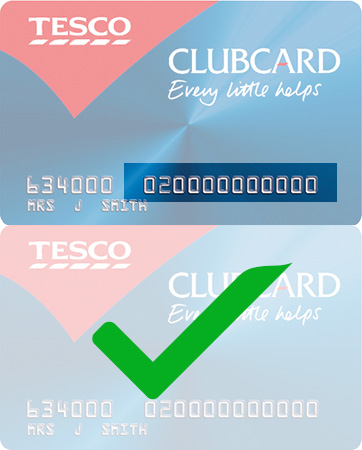 TESCO
CLUBCARD
Every little helps
634000 020000000000
MRS J SMITH
TESCO
CLUBCARD
Every little helps
634000 020000000000
MRS J SMITH